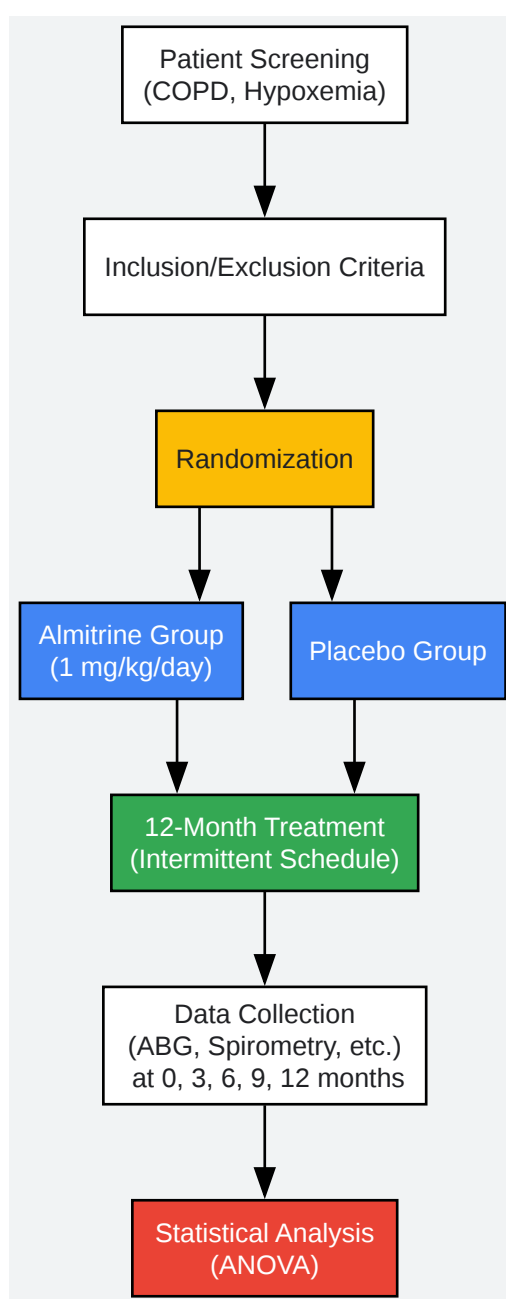 Patient Screening
(COPD, Hypoxemia)
Inclusion/Exclusion Criteria
Randomization
Almitrine Group
(1 mg/kg/day)
Placebo Group
12-Month Treatment
(Intermittent Schedule)
Data Collection
(ABG, Spirometry, etc.)
at 0, 3, 6, 9, 12 months
Statistical Analysis
(ANOVA)